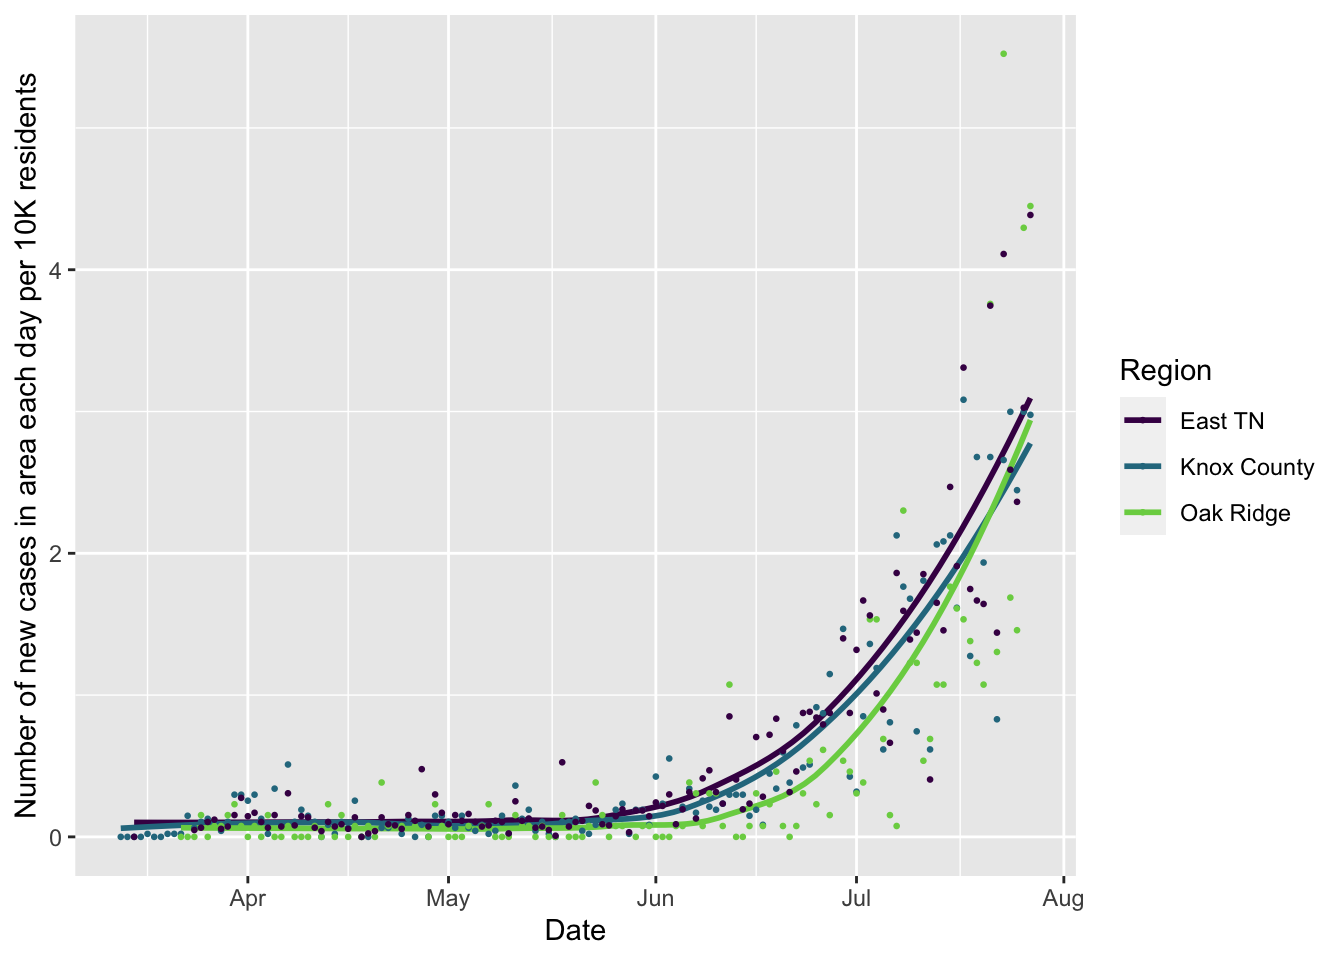 Number of new cases in area each day per 10K residents
4
2
0
Apr May Jun Jul Aug
Date
Region
East TN
Knox County
Oak Ridge